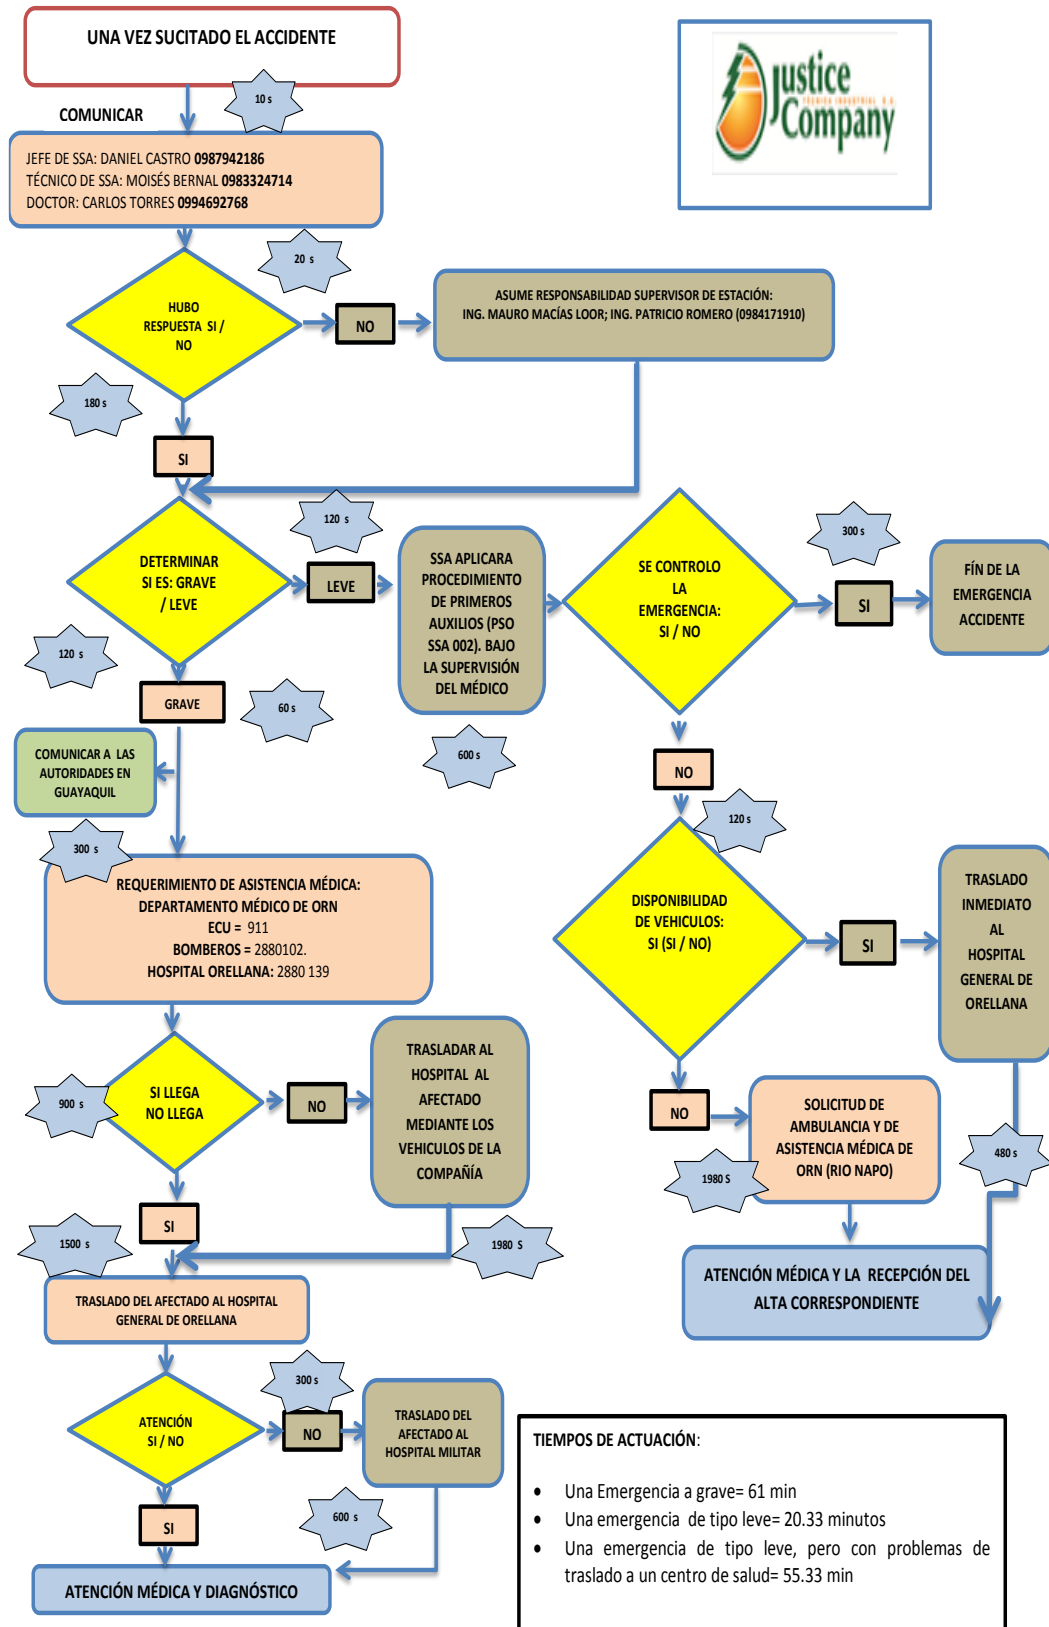 UNA VEZ SUCITADO EL ACCIDENTE
10 s
Justice
TÉCNICA INDUSTRIAL S.A.
Company
COMUNICAR
JEFE DE SSA: DANIEL CASTRO 0987942186
TÉCNICO DE SSA: MOISÉS BERNAL 0983324714
DOCTOR: CARLOS TORRES 0994692768
20 s
HUBO
RESPUESTA SI /
NO
NO
ASUME RESPONSABILIDAD SUPERVISOR DE ESTACIÓN:
ING. MAURO MACÍAS LOOR; ING. PATRICIO ROMERO (0984171910)
180 s
SI
120 s
DETERMINAR
SI ES: GRAVE
/ LEVE
LEVE
SSA APLICARA
PROCEDIMIENTO
DE PRIMEROS
AUXILIOS (PSO
SSA 002). BAJO
LA SUPERVISIÓN
DEL MÉDICO
SE CONTROLO
LA
EMERGENCIA:
SI / NO
300 s
SI
FÍN DE LA
EMERGENCIA
ACCIDENTE
120 s
GRAVE
60 s
600 s
NO
COMUNICAR A LAS
AUTORIDADES EN
GUAYAQUIL
120 s
300 s
REQUERIMIENTO DE ASISTENCIA MÉDICA:
DEPARTAMENTO MÉDICO DE ORN
ECU = 911
BOMBEROS = 2880102.
HOSPITAL ORELLANA: 2880 139
DISPONIBILIDAD
DE VEHICULOS:
SI (SI / NO)
SI
TRASLADO
INMEDIATO
AL
HOSPITAL
GENERAL DE
ORELLANA
900 s
SI LLEGA
NO LLEGA
NO
TRASLADAR AL
HOSPITAL AL
AFECTADO
MEDIANTE LOS
VEHICULOS DE LA
COMPAÑÍA
NO
SOLICITUD DE
AMBULANCIA Y DE
ASISTENCIA MÉDICA DE
ORN (RIO NAPO)
1980 S
480 s
SI
1500 s
1980 S
ATENCIÓN MÉDICA Y LA RECEPCIÓN DEL
ALTA CORRESPONDIENTE
TRASLADO DEL AFECTADO AL HOSPITAL
GENERAL DE ORELLANA
300 s
ATENCIÓN
SI / NO
NO
TRASLADO DEL
AFECTADO AL
HOSPITAL MILITAR
600 s
SI
ATENCIÓN MÉDICA Y DIAGNÓSTICO
TIEMPOS DE ACTUACIÓN:
• Una Emergencia a grave= 61 min
• Una emergencia de tipo leve= 20.33 minutos
• Una emergencia de tipo leve, pero con problemas de
traslado a un centro de salud= 55.33 min